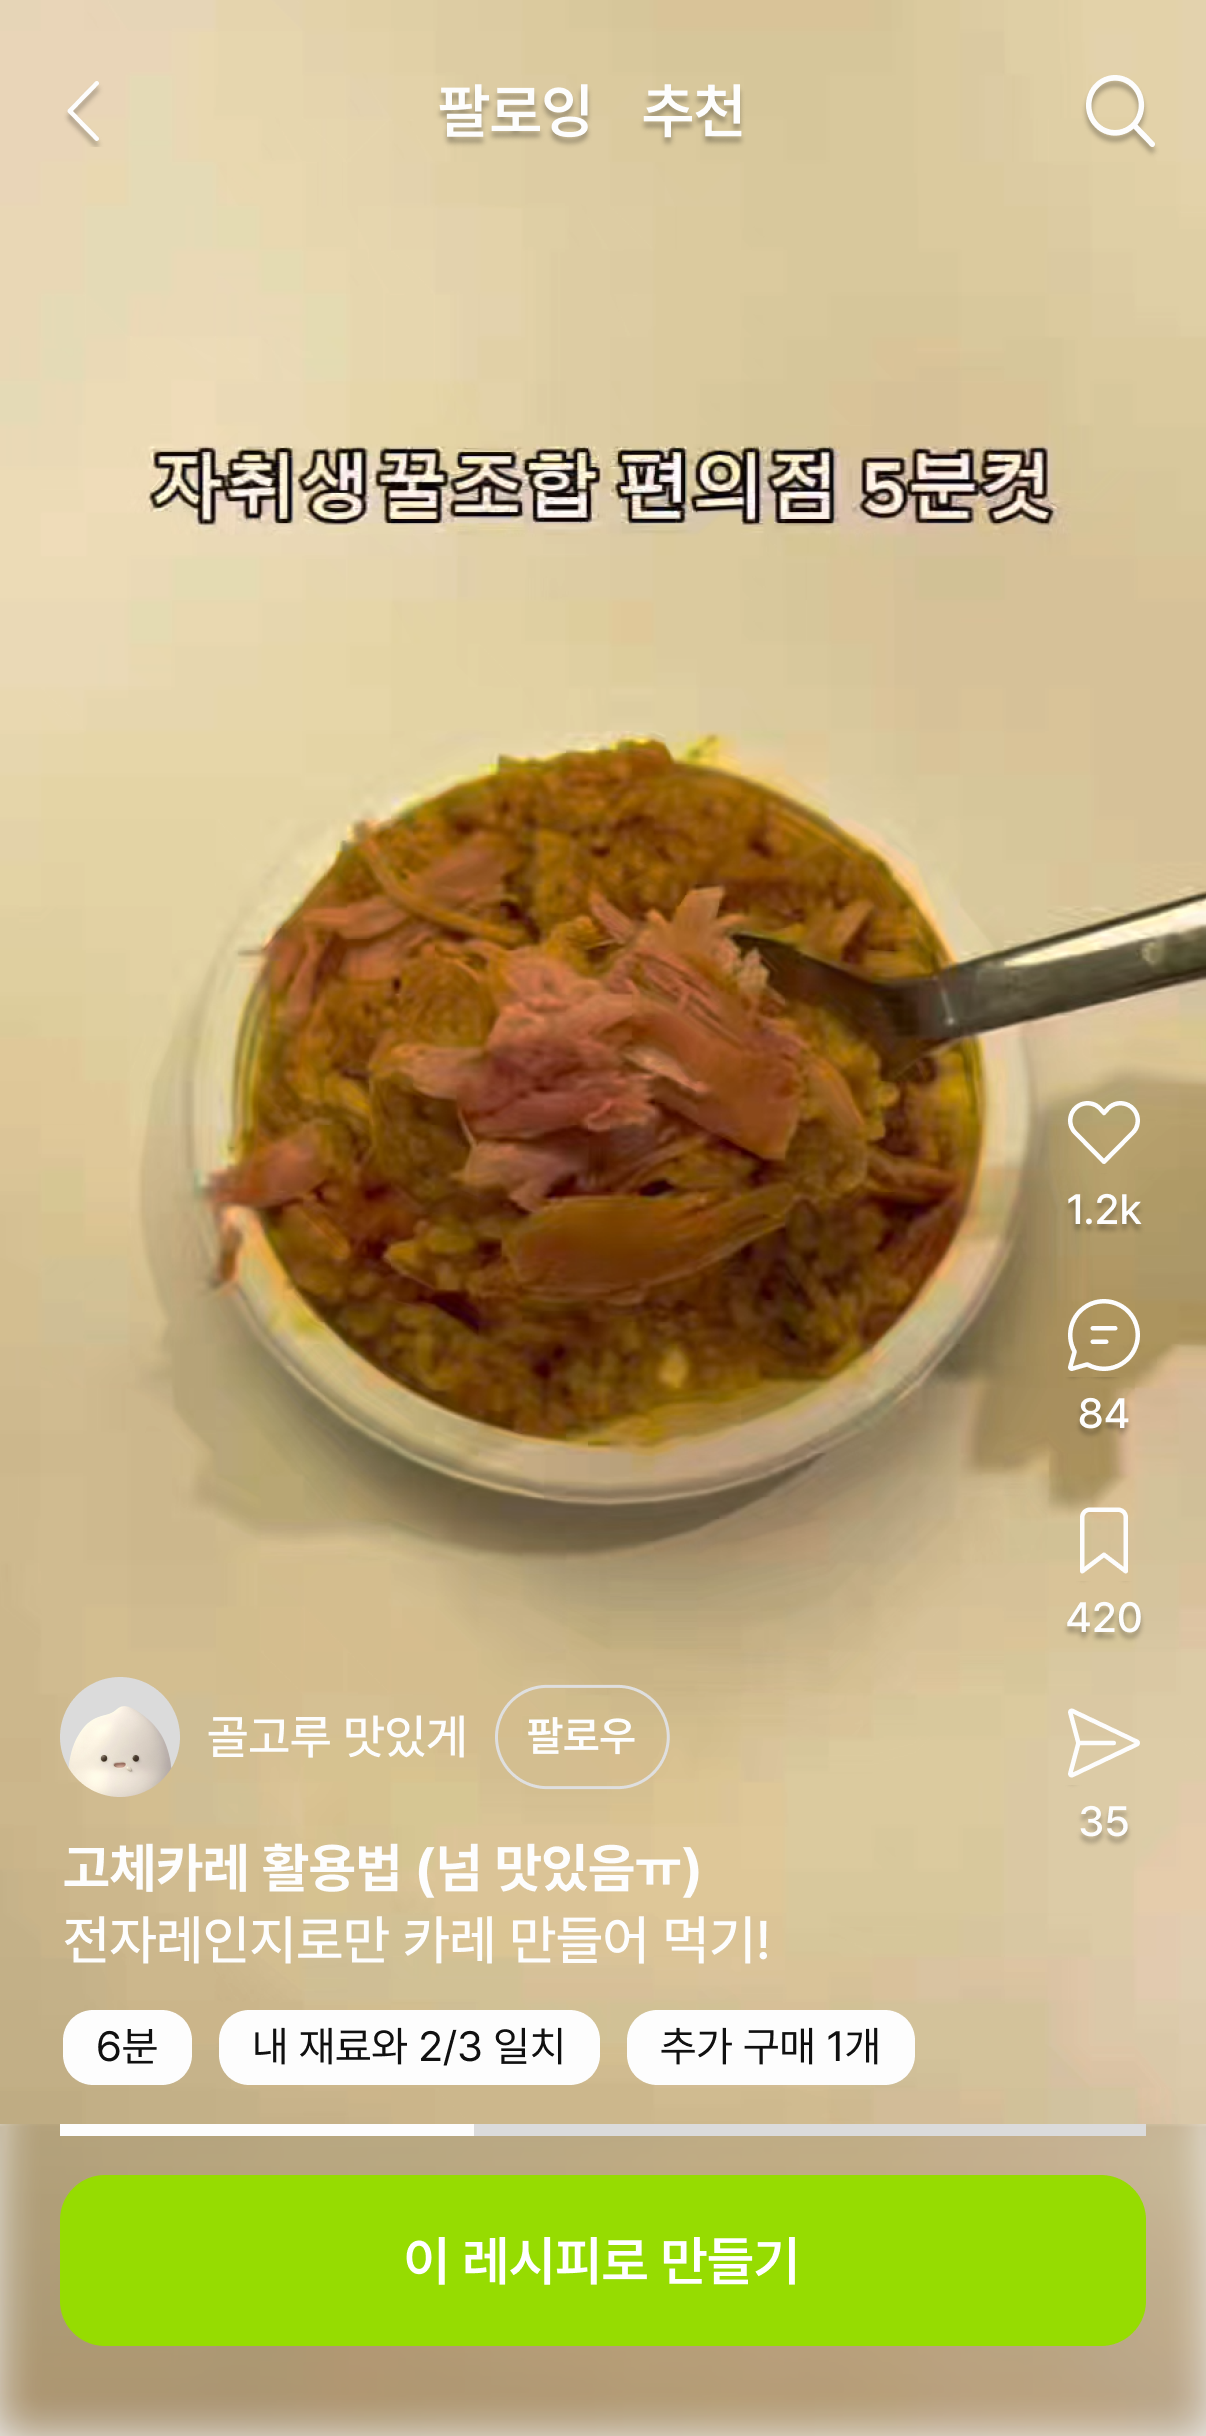 팔로잉 추천
자취생꿀조합 편의점 5분컷
1.2k
84
420
35
골고루 맛있게 팔로우
고체카레 활용법 (넘 맛있음ㅠ)
전자레인지로만 카레 만들어 먹기!
6분 내 재료와 2/3 일치 추가 구매 1개
이 레시피로 만들기